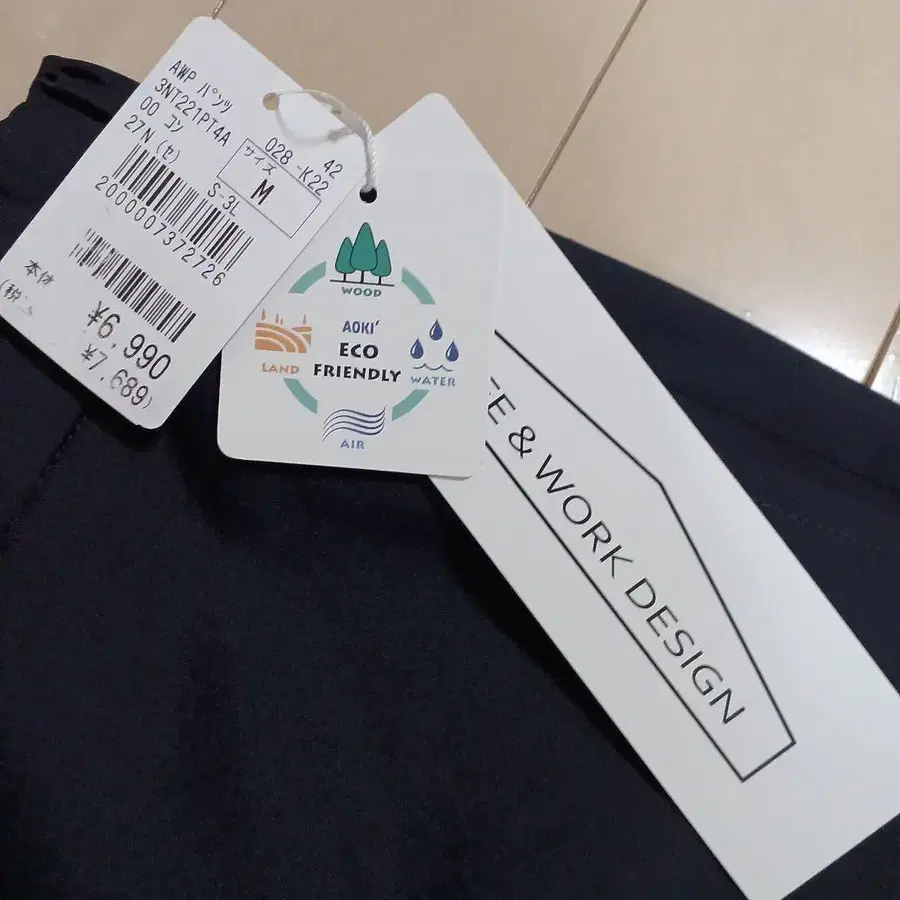 AWP パンツ
3NT221PT4A
00 コン
27N (セ)
028 42
-K22
サイズ
M
S-3L
2000007372726
本体
¥6,990
(税
¥7,689)
WOOD
LAND
AOKI'
ECO
FRIENDLY
WATER
AIR
& WORK DESIGN